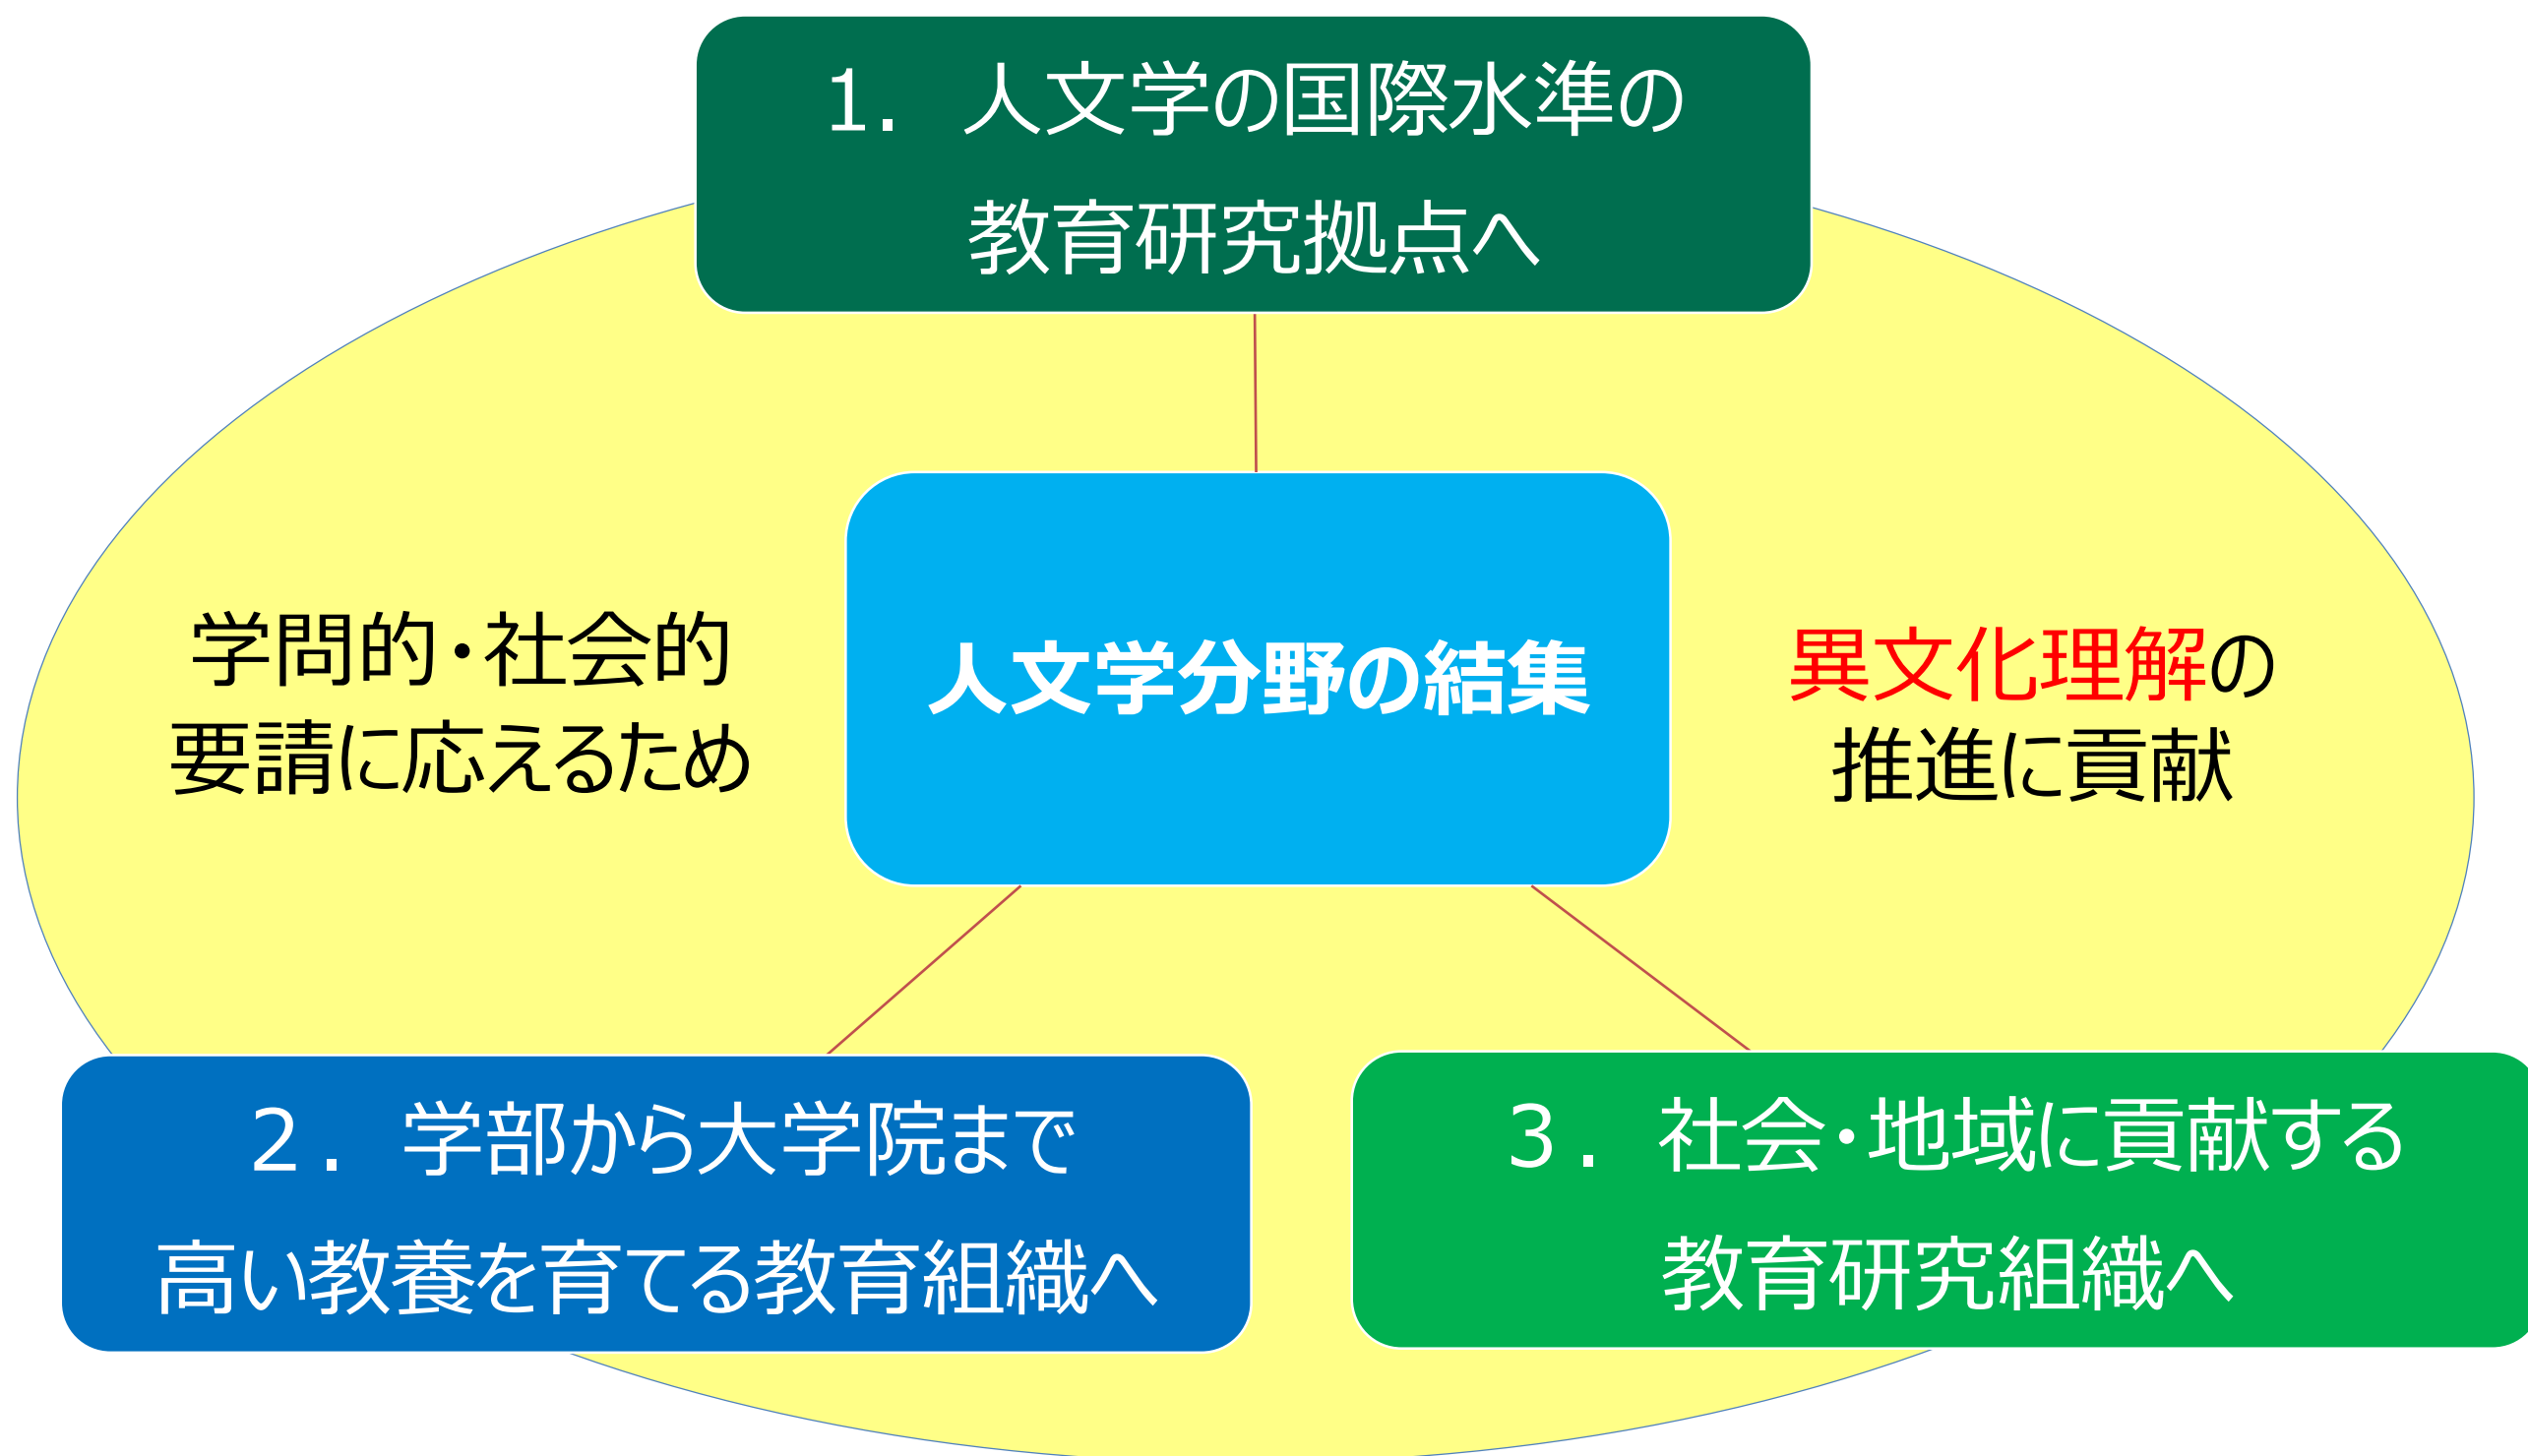 1． 人文学の国際水準の
教育研究拠点へ
人文学分野の結集
学問的・社会的
要請に応えるため
異文化理解の
推進に貢献
２． 学部から大学院まで
高い教養を育てる教育組織へ
３． 社会・地域に貢献する
教育研究組織へ